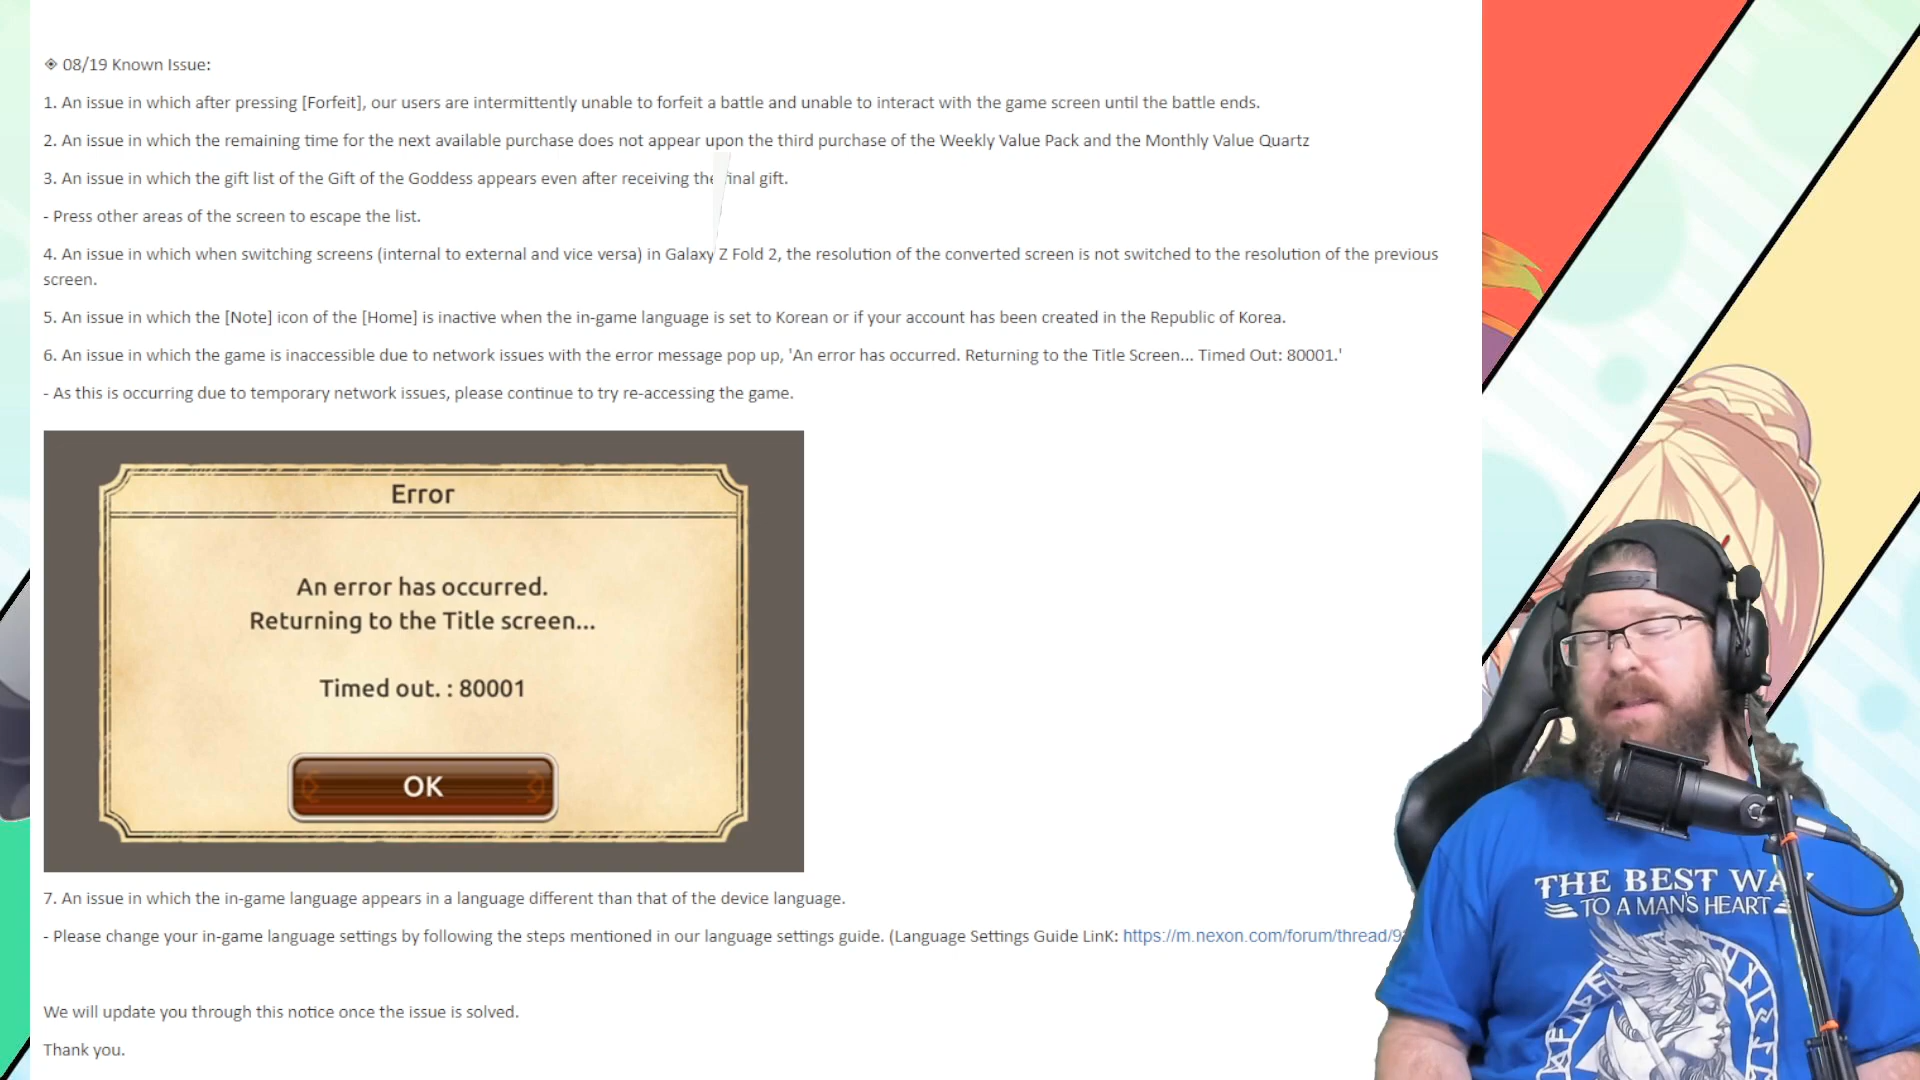 ◈ 08/19 Known Issue:
1. An issue in which after pressing [Forfeit], our users are intermittently unable to forfeit a battle and unable to interact with the game screen until the battle ends.
2. An issue in which the remaining time for the next available purchase does not appear upon the third purchase of the Weekly Value Pack and the Monthly Value Quartz
3. An issue in which the gift list of the Gift of the Goddess appears even after receiving the final gift.
- Press other areas of the screen to escape the list.
4. An issue in which when switching screens (internal to external and vice versa) in Galaxy Z Fold 2, the resolution of the converted screen is not switched to the resolution of the previous
screen.
5. An issue in which the [Note] icon of the [Home] is inactive when the in-game language is set to Korean or if your account has been created in the Republic of Korea.
6. An issue in which the game is inaccessible due to network issues with the error message pop up, 'An error has occurred. Returning to the Title Screen... Timed Out: 80001.'
- As this is occurring due to temporary network issues, please continue to try re-accessing the game.
Error
An error has occurred.
Returning to the Title screen...
Timed out. : 80001
OK
7. An issue in which the in-game language appears in a language different than that of the device language.
- Please change your in-game language settings by following the steps mentioned in our language settings guide. (Language Settings Guide LinK: https://m.nexon.com/forum/thread/9
We will update you through this notice once the issue is solved.
Thank you.
THE BEST WA
TO A MAN'S HEART